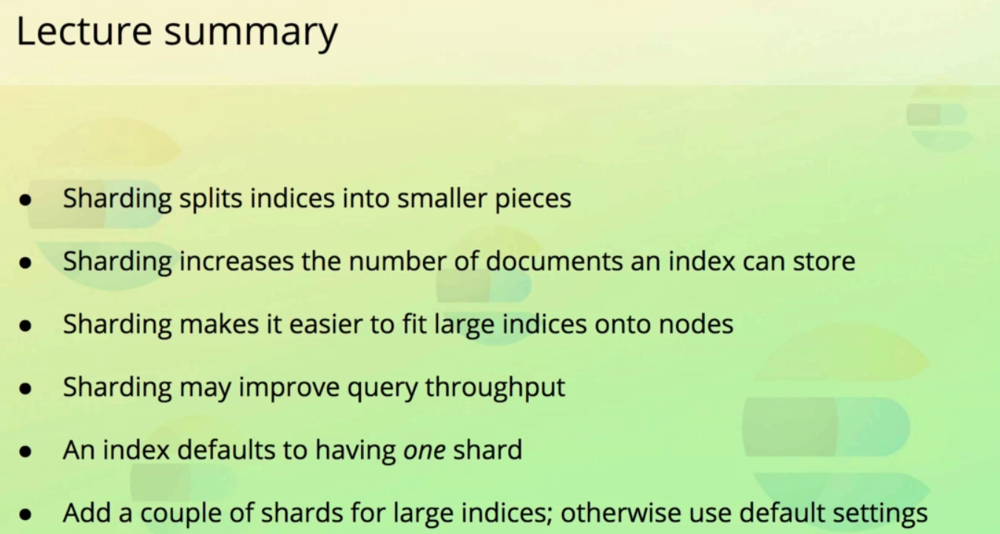 Lecture summary
● Sharding splits indices into smaller pieces
● Sharding increases the number of documents an index can store
● Sharding makes it easier to fit large indices onto nodes
● Sharding may improve query throughput
● An index defaults to having one shard
● Add a couple of shards for large indices; otherwise use default settings